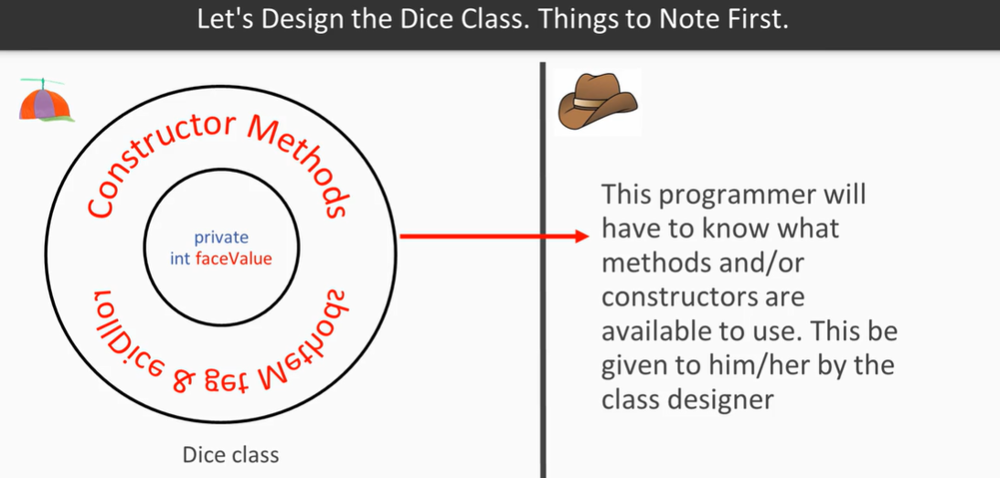 Let's Design the Dice Class. Things to Note First.
Constructor Methods
private
int faceValue
rollDice & get Methods
Dice class
This programmer will
have to know what
methods and/or
constructors are
available to use. This be
given to him/her by the
class designer